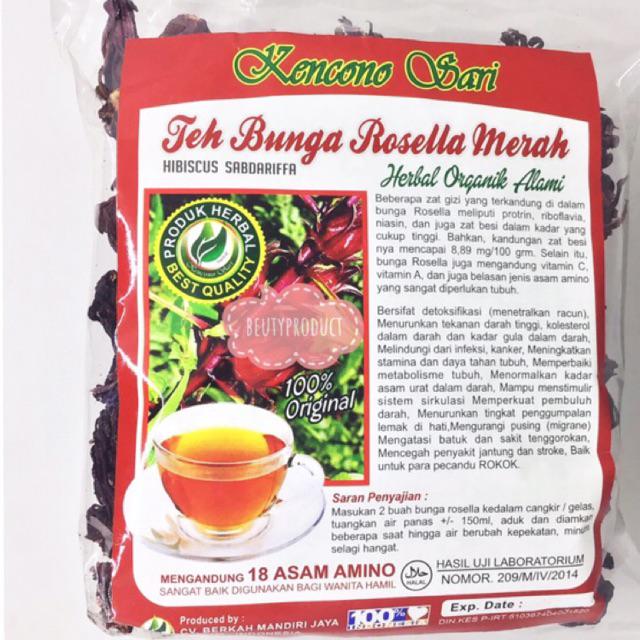 Kencono Sari
Teh Bunga Rosella Merah
HIBISCUS SABDARIFFA
Herbal Organik Alami
PRODUK HERBAL
BEST QUALITY
BEUTYPRODUCT
100%
Original
Beberapa zat gizi yang terkandung di dalam
bunga Rosella meliputi protrin, riboflavia,
niasin, dan juga zat besi dalam kadar yang
cukup tinggi. Bahkan, kandungan zat besi
nya mencapai 8,89 mg/100 grm. Selain itu,
bunga Rosella juga mengandung vitamin C,
vitamin A, dan juga belasan jenis asam amino
yang sangat diperlukan tubuh.
Bersifat detoksifikasi (menetralkan racun),
Menurunkan tekanan darah tinggi, kolesterol
dalam darah dan kadar gula dalam darah,
Melindungi dari infeksi, kanker, Meningkatkan
stamina dan daya tahan tubuh, Memperbaiki
metabolisme tubuh, Menormalkan kadar
asam urat dalam darah, Mampu menstimulir
sistem sirkulasi Memperkuat pembuluh
darah, Menurunkan tingkat penggumpalan
lemak di hati,Mengurangi pusing (migrane)
Mengatasi batuk dan sakit tenggorokan,
Mencegah penyakit jantung dan stroke, Baik
untuk para pecandu ROKOK.
Saran Penyajian :
Masukan 2 buah bunga rosella kedalam cangkir / gelas,
tuangkan air panas +/- 150ml, aduk dan diamkan
beberapa saat hingga air berubah kepekatan, minum
selagi hangat.
MENGANDUNG 18 ASAM AMINO
SANGAT BAIK DIGUNAKAN BAGI WANITA HAMIL
HALAL
HASIL UJI LABORATORIUM
NOMOR. 209/M/IV/2014
Produced by :
CV. BERKAH MANDIRI JAYA
INDONESIA
100%
Exp. Date :
DIN KES P-IRT